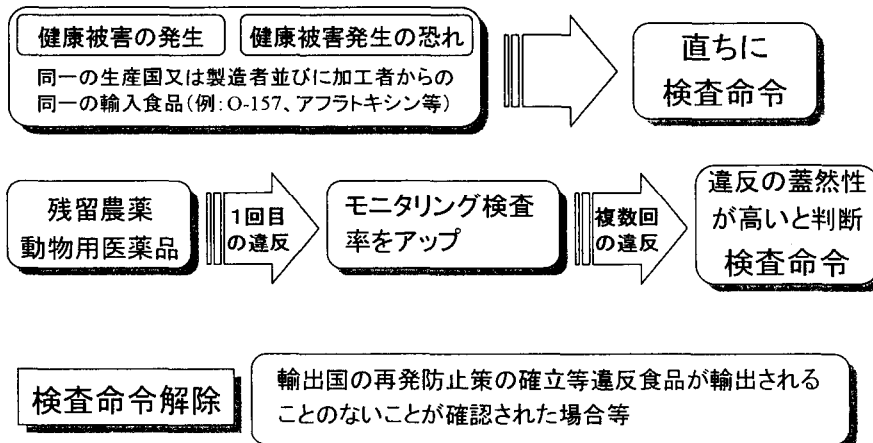 健康被害の発生
健康被害発生の恐れ
同一の生産国又は製造者並びに加工者からの
同一の輸入食品(例:O-157、アフラトキシン等)
直ちに
検査命令
残留農薬
動物用医薬品
1回目
の違反
モニタリング検査
率をアップ
複数回
の違反
違反の蓋然性
が高いと判断
検査命令
検査命令解除
輸出国の再発防止策の確立等違反食品が輸出される
ことのないことが確認された場合等